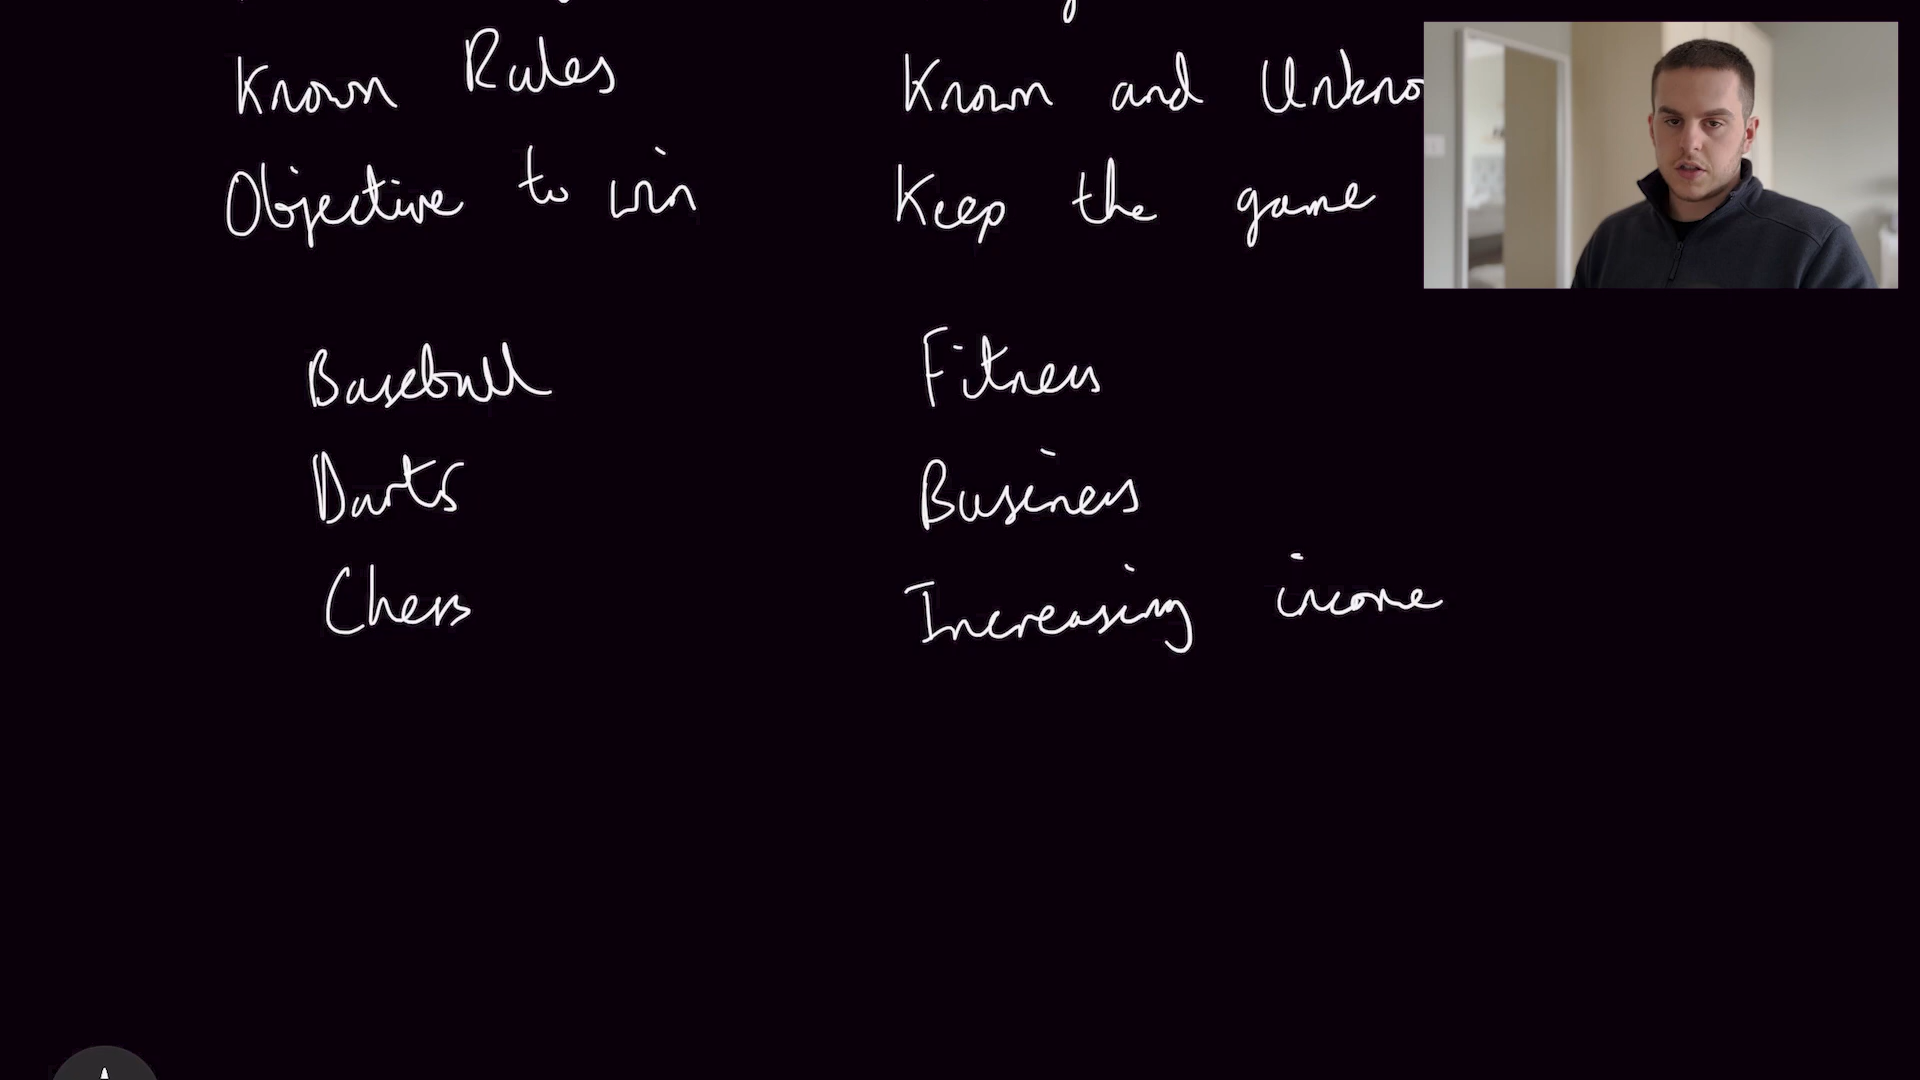 Known Rules
Known and Unkno
Objective to win
Keep the game
Baseball
Fitness
Darts
Business
Chess
Increasing income